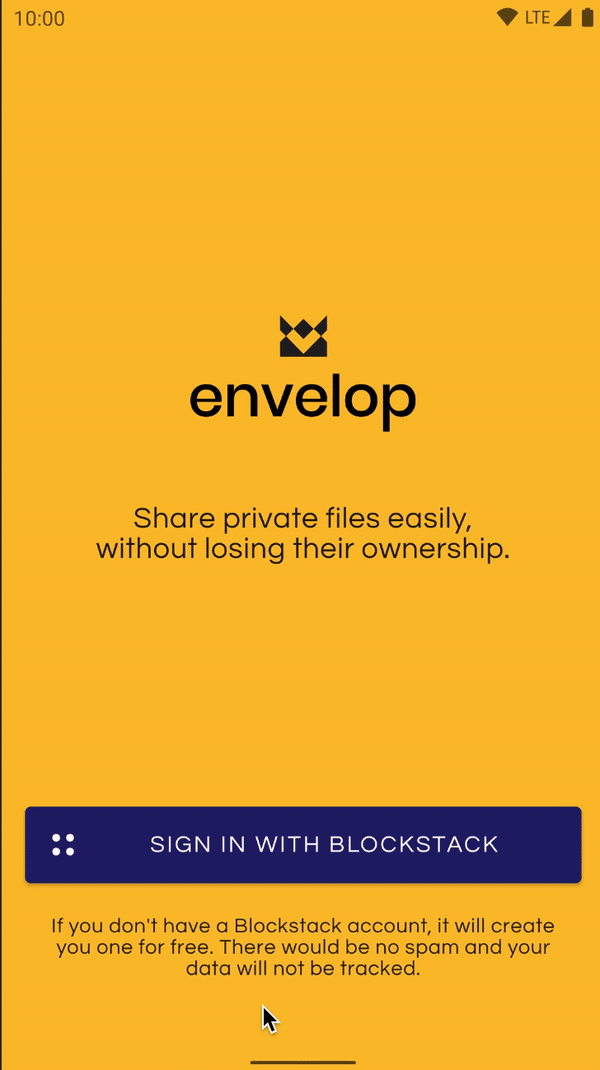 10:00
LTE
envelop
Share private files easily,
without losing their ownership.
SIGN IN WITH BLOCKSTACK
If you don't have a Blockstack account, it will create
you one for free. There would be no spam and your
data will not be tracked.